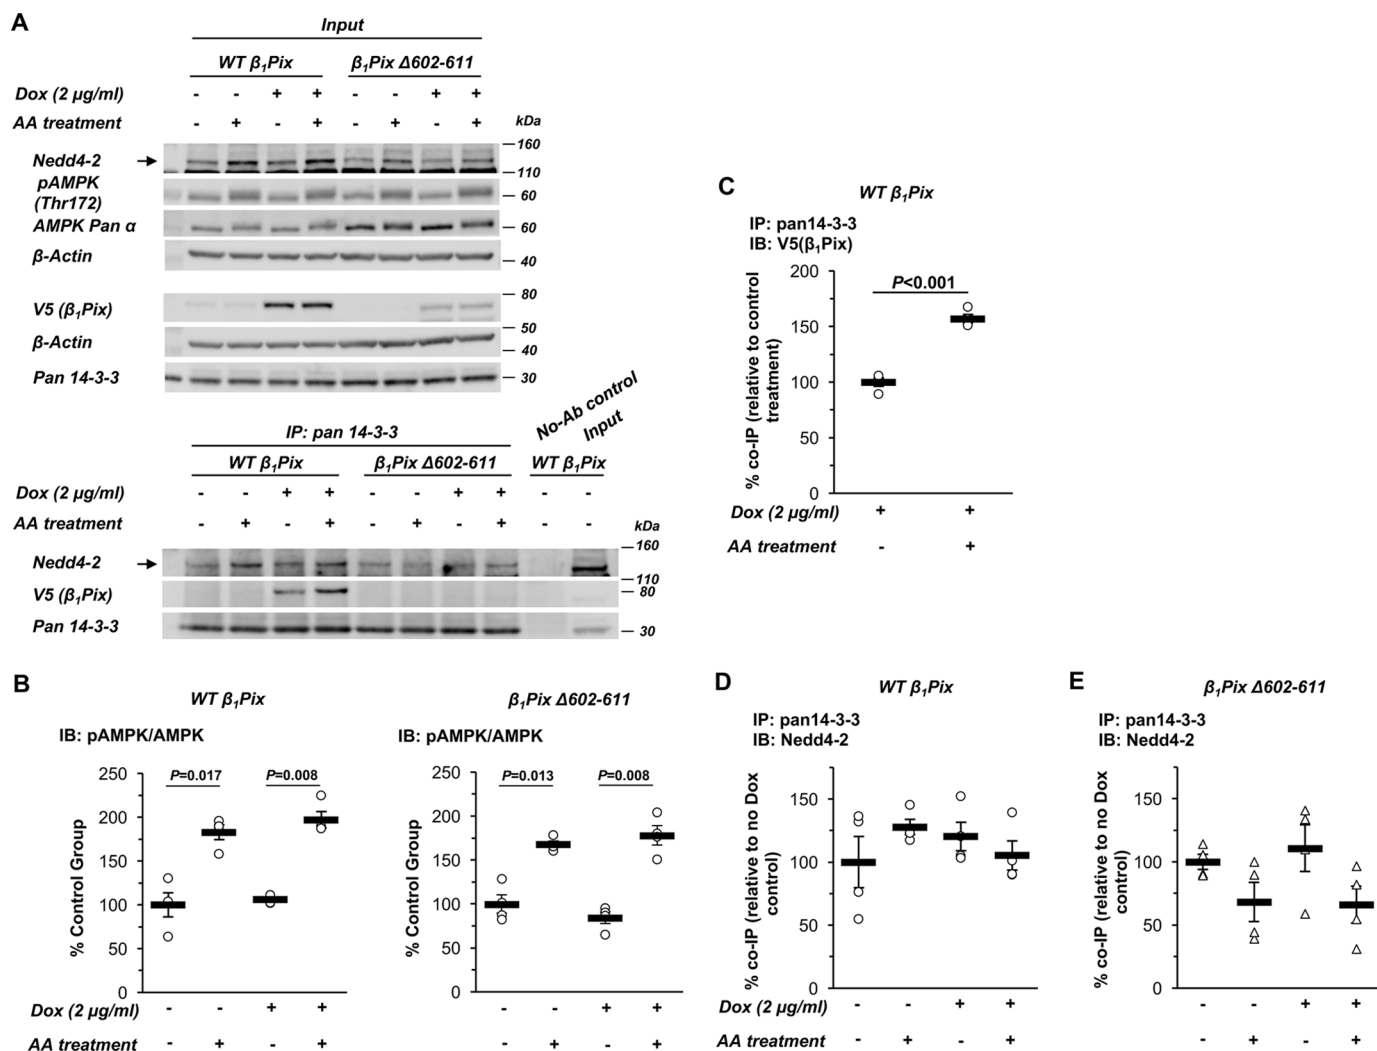 A
Input
WT β1Pix β1Pix Δ602-611
Dox (2 µg/ml) - - + + - - + +
AA treatment - + - + - + - + kDa
Nedd4-2 160
110
pAMPK
(Thr172) 60
AMPK Pan α 60
β-Actin 40
V5 (β1Pix) 80
50
β-Actin 40
Pan 14-3-3 30
No-Ab control
Input
IP: pan 14-3-3
WT β1Pix β1Pix Δ602-611 WT β1Pix
Dox (2 µg/ml) - - + + - - + + - -
AA treatment - + - + - + - + - - kDa
Nedd4-2 160
110
V5 (β1Pix) 80
Pan 14-3-3 30
B
WT β1Pix
IB: pAMPK/AMPK
P=0.017 P=0.008
% Control Group
250
200
150
100
50
0
Dox (2 µg/ml) - - + +
AA treatment - + - +
β1Pix Δ602-611
IB: pAMPK/AMPK
P=0.013 P=0.008
% Control Group
250
200
150
100
50
0
- - + +
- + - +
C
WT β1Pix
IP: pan14-3-3
IB: V5(β1Pix)
P<0.001
% co-IP (relative to control
treatment)
200
150
100
50
0
Dox (2 µg/ml) + +
AA treatment - +
D
WT β1Pix
IP: pan14-3-3
IB: Nedd4-2
% co-IP (relative to no Dox
control)
150
100
50
0
Dox (2 µg/ml) - - + +
AA treatment - + - +
E
β1Pix Δ602-611
IP: pan14-3-3
IB: Nedd4-2
% co-IP (relative to no Dox
control)
150
100
50
0
- - + +
- + - +